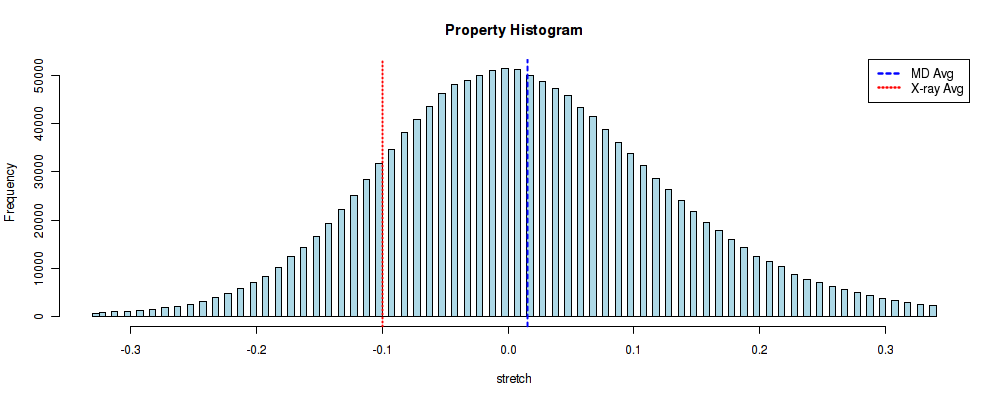 Property Histogram
MD Avg
X-ray Avg
Frequency
50000
40000
30000
20000
10000
0
-0.3 -0.2 -0.1 0.0 0.1 0.2 0.3
stretch